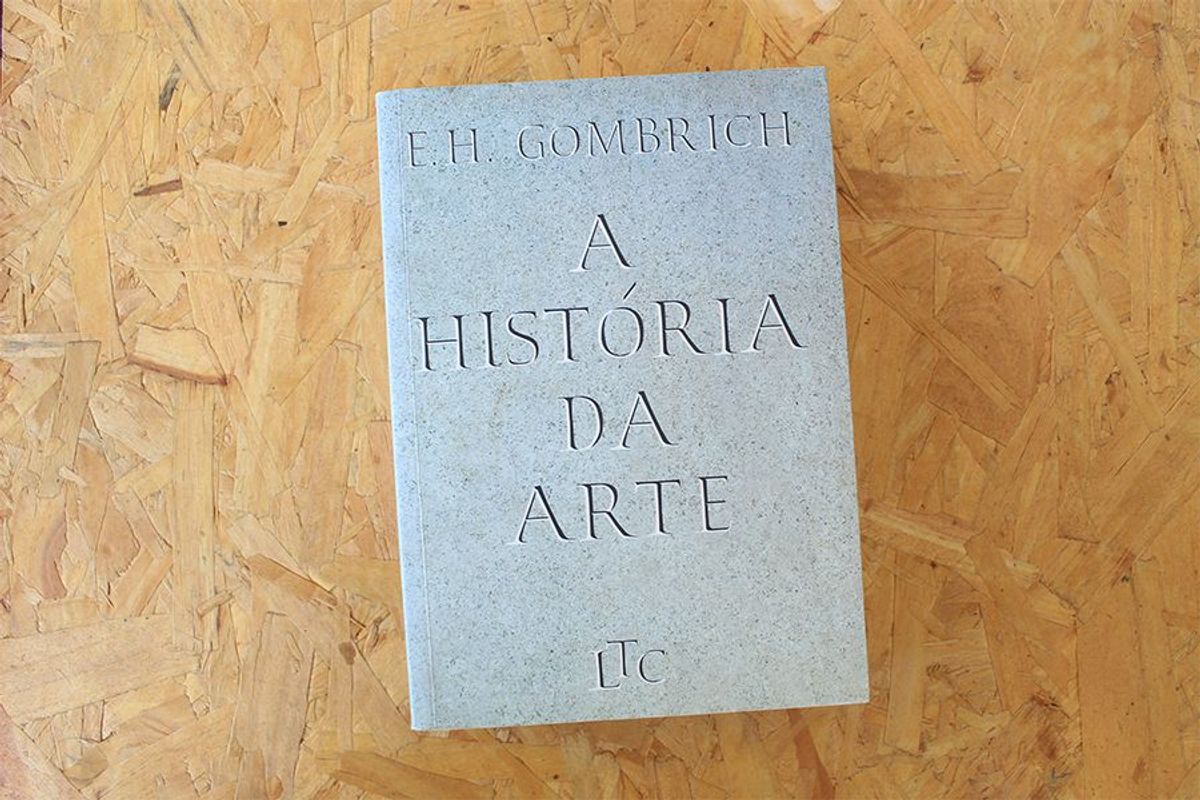 E.H. GOMBRICH
A
HISTÓRIA
DA
ARTE
LTC